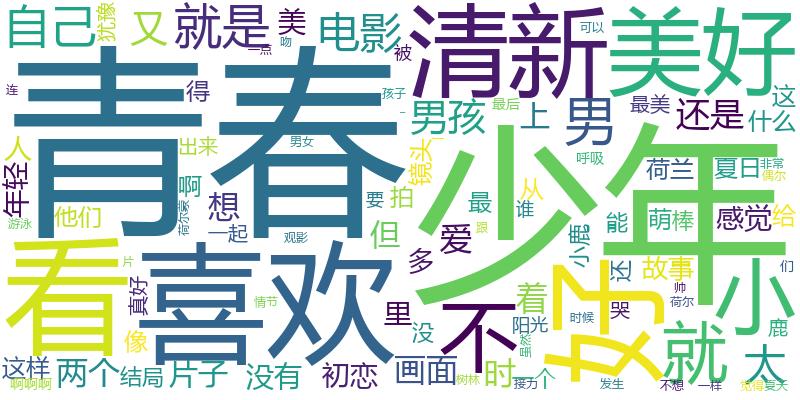 自己
犹豫
又
就是
美
吻
一点
电影
被
清新
可以
美好
连
得
孩子
男孩
最后
上
男
最美
还是
这
什么
青春
人
出来
男女
镜头
呼吸
荷兰
夏日
非常
偶尔
年轻
啊
要
拍
最
从
少年
他们
荷尔蒙
想
一起
但
谁
能
萌棒
感觉
给
游泳
观影
爱
跟
小鹿
看
喜欢
片
多
还
故事
小
们
真好
里
不
着
好
帅
荷尔
情节
像
没
阳光
时候
哭
就
鹿
虽然
这样
两个
结局
片子
没有
初恋
画面
时
一个
太
啊啊啊
树林
接力
发生
不想
一样
觉得
夏天